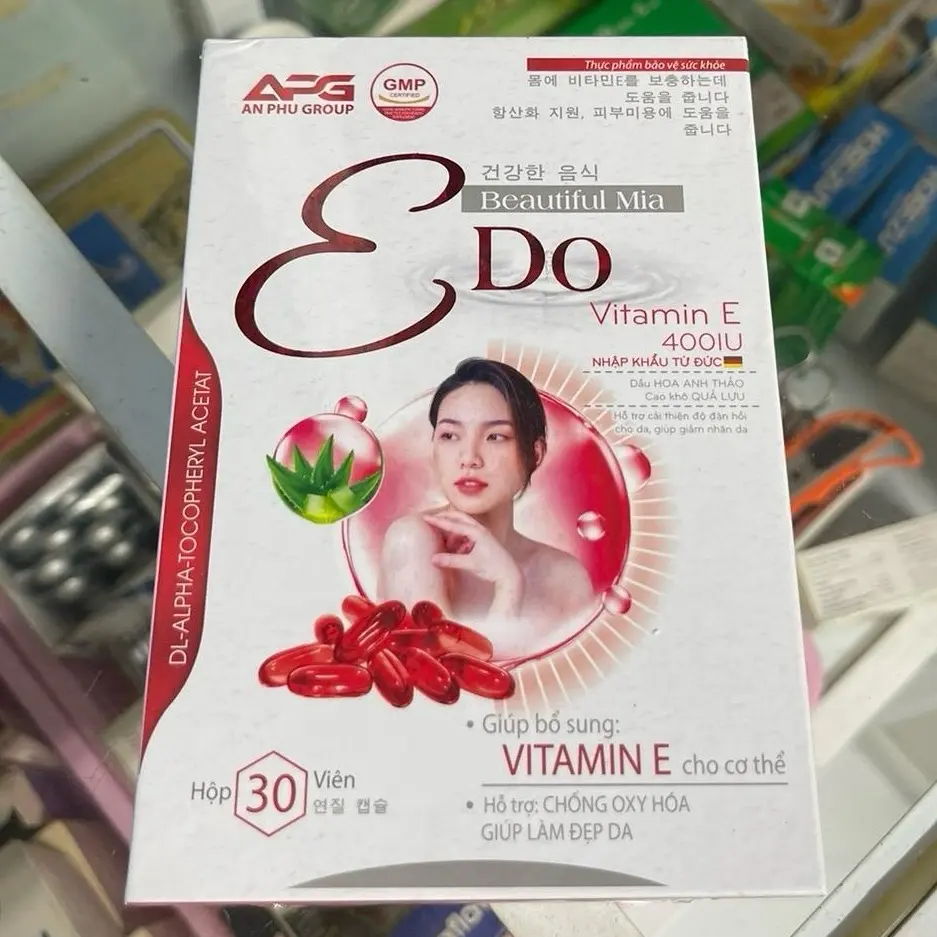 APG
AN PHU GROUP
GMP
CERTIFIED
Thực phẩm bảo vệ sức khỏe
몸에 비타민E를 보충하는데
도움을 줍니다
항산화 지원, 피부미용에 도움을
줍니다
건강한 음식
Beautiful Mia
E Do
Vitamin E
400IU
NHẬP KHẨU TỪ ĐỨC
Dầu HOA ANH THẢO
Cao khô QUẢ LỰU
Hỗ trợ cải thiện độ đàn hồi
cho da, giúp giảm nhăn da
DL-ALPHA-TOCOPHERYL ACETAT
• Giúp bổ sung:
VITAMIN E cho cơ thể
• Hỗ trợ: CHỐNG OXY HÓA
GIÚP LÀM ĐẸP DA
Hộp 30 Viên
연질 캡슐